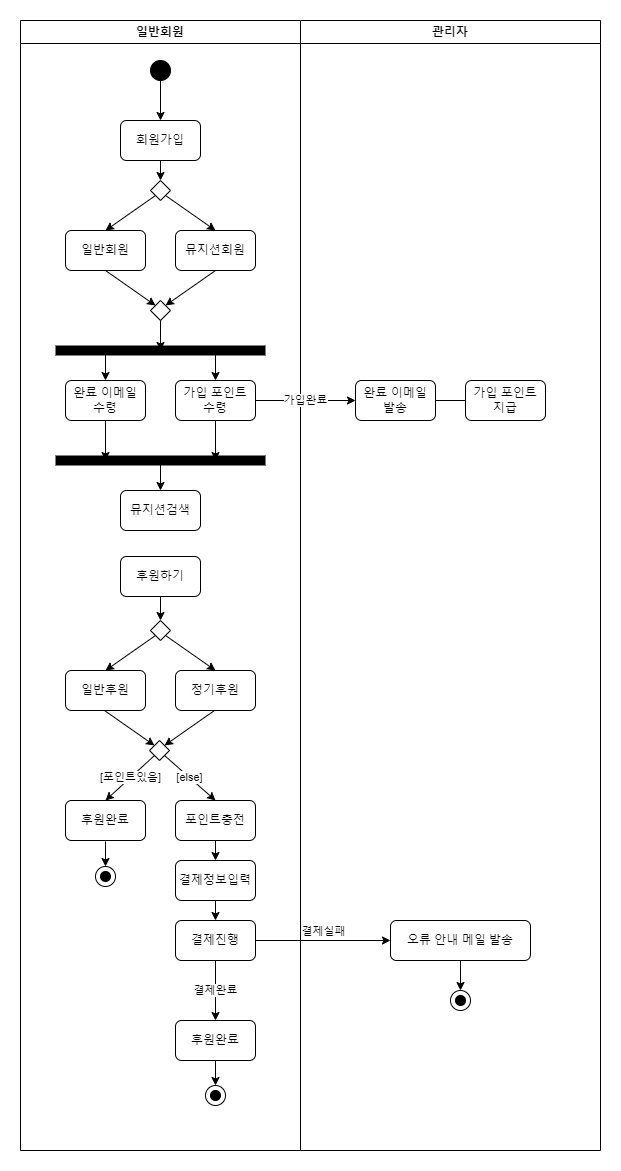 일반회원
관리자
회원가입
일반회원
뮤지션회원
완료 이메일
수령
가입 포인트
수령
가입완료
완료 이메일
발송
가입 포인트
지급
뮤지션검색
후원하기
일반후원
정기후원
[포인트있음]
[else]
후원완료
포인트충전
결제정보입력
결제진행
결제실패
오류 안내 메일 발송
결제완료
후원완료